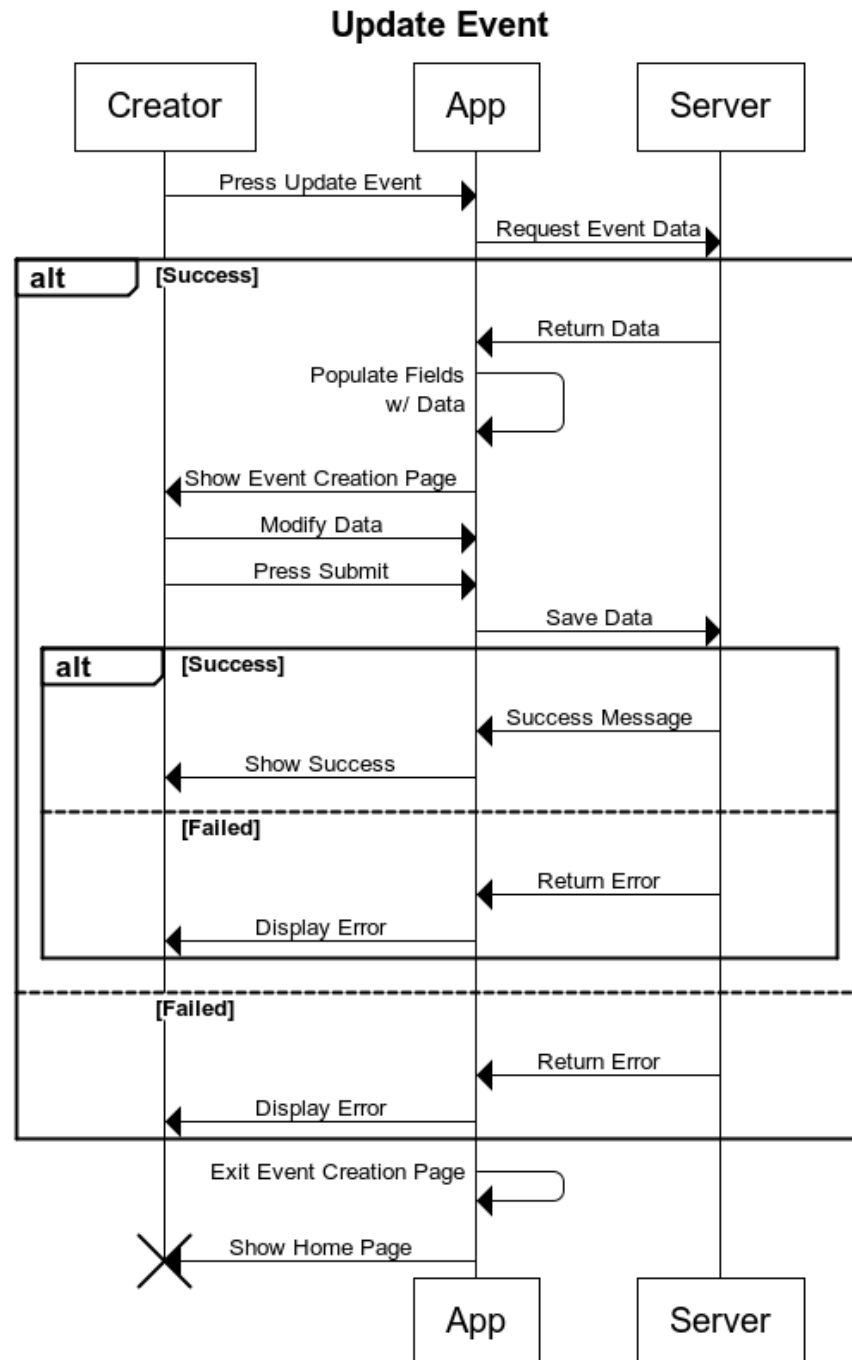 Update Event
Creator
App
Server
Press Update Event
Request Event Data
alt
[Success]
Return Data
Populate Fields
w/ Data
Show Event Creation Page
Modify Data
Press Submit
Save Data
alt
[Success]
Success Message
Show Success
[Failed]
Return Error
Display Error
[Failed]
Return Error
Display Error
Exit Event Creation Page
Show Home Page
App
Server